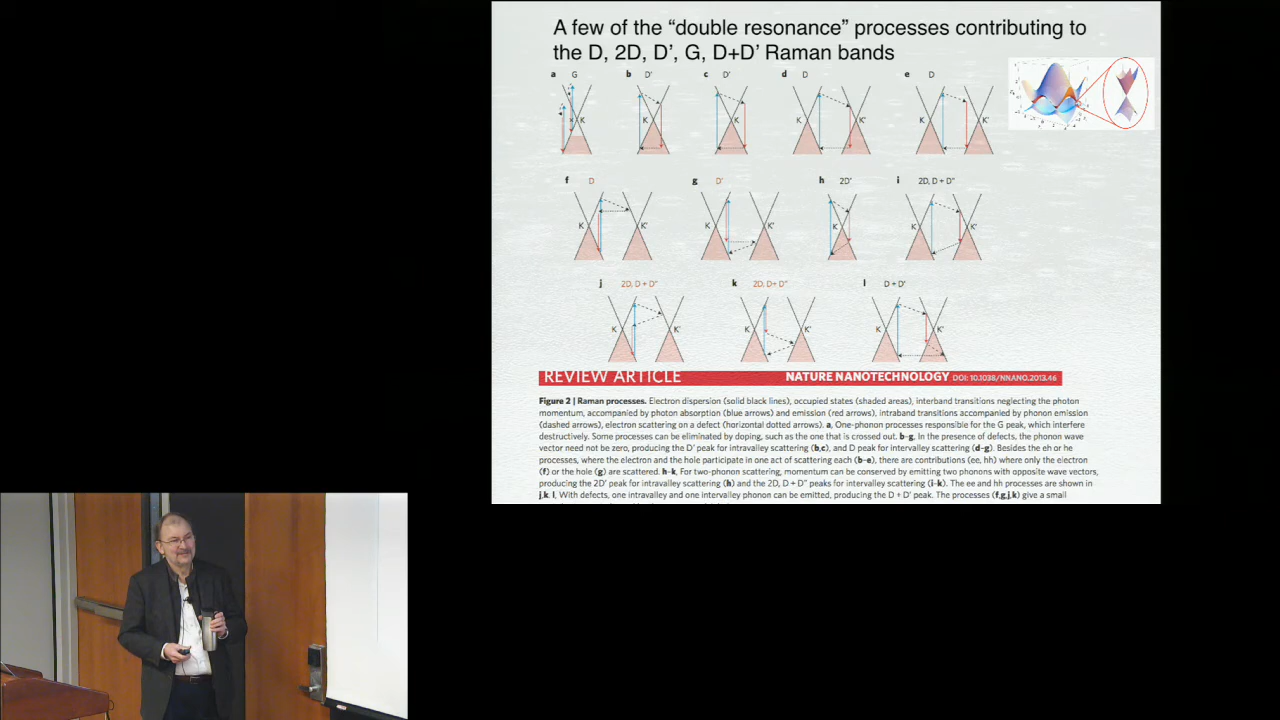 A few of the “double resonance” processes contributing to
the D, 2D, D’, G, D+D’ Raman bands
a G b D’ c D’ d D e D
K K K K K’ K K’
f D g D’ h 2D’ i 2D, D + D”
K K’ K K’ K K K’
j 2D, D + D” k 2D, D+ D” l D + D’
K K’ K K’ K K’
REVIEW ARTICLE NATURE NANOTECHNOLOGY DOI: 10.1038/NNANO.2013.46
Figure 2 | Raman processes. Electron dispersion (solid black lines), occupied states (shaded areas), interband transitions neglecting the photon
momentum, accompanied by photon absorption (blue arrows) and emission (red arrows), intraband transitions accompanied by phonon emission
(dashed arrows), electron scattering on a defect (horizontal dotted arrows). a, One-phonon processes responsible for the G peak, which interfere
destructively. Some processes can be eliminated by doping, such as the one that is crossed out. b-g, In the presence of defects, the phonon wave
vector need not be zero, producing the D’ peak for intravalley scattering (b,c), and D peak for intervalley scattering (d-g). Besides the eh or he
processes, where the electron and the hole participate in one act of scattering each (b-e), there are contributions (ee, hh) where only the electron
(f) or the hole (g) are scattered. h-k, For two-phonon scattering, momentum can be conserved by emitting two phonons with opposite wave vectors,
producing the 2D’ peak for intravalley scattering (h) and the 2D, D + D” peaks for intervalley scattering (i-k). The ee and hh processes are shown in
j,k. l, With defects, one intravalley and one intervalley phonon can be emitted, producing the D + D’ peak. The processes (f,g,j,k) give a small